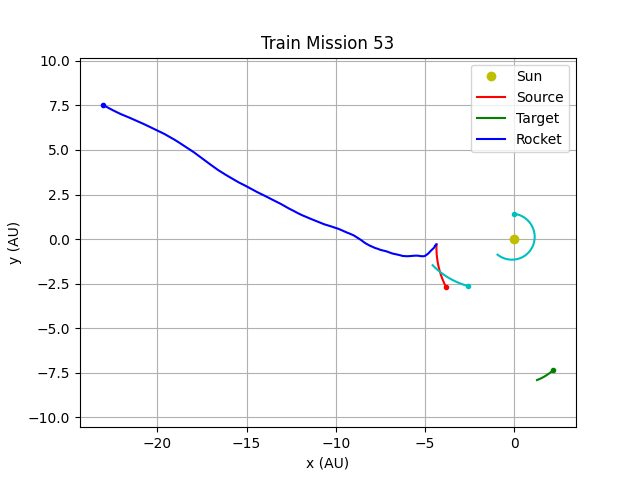 Train Mission 53
10.0
7.5
5.0
2.5
0.0
−2.5
−5.0
−7.5
−10.0
y (AU)
Sun
Source
Target
Rocket
−20
−15
−10
−5
0
x (AU)